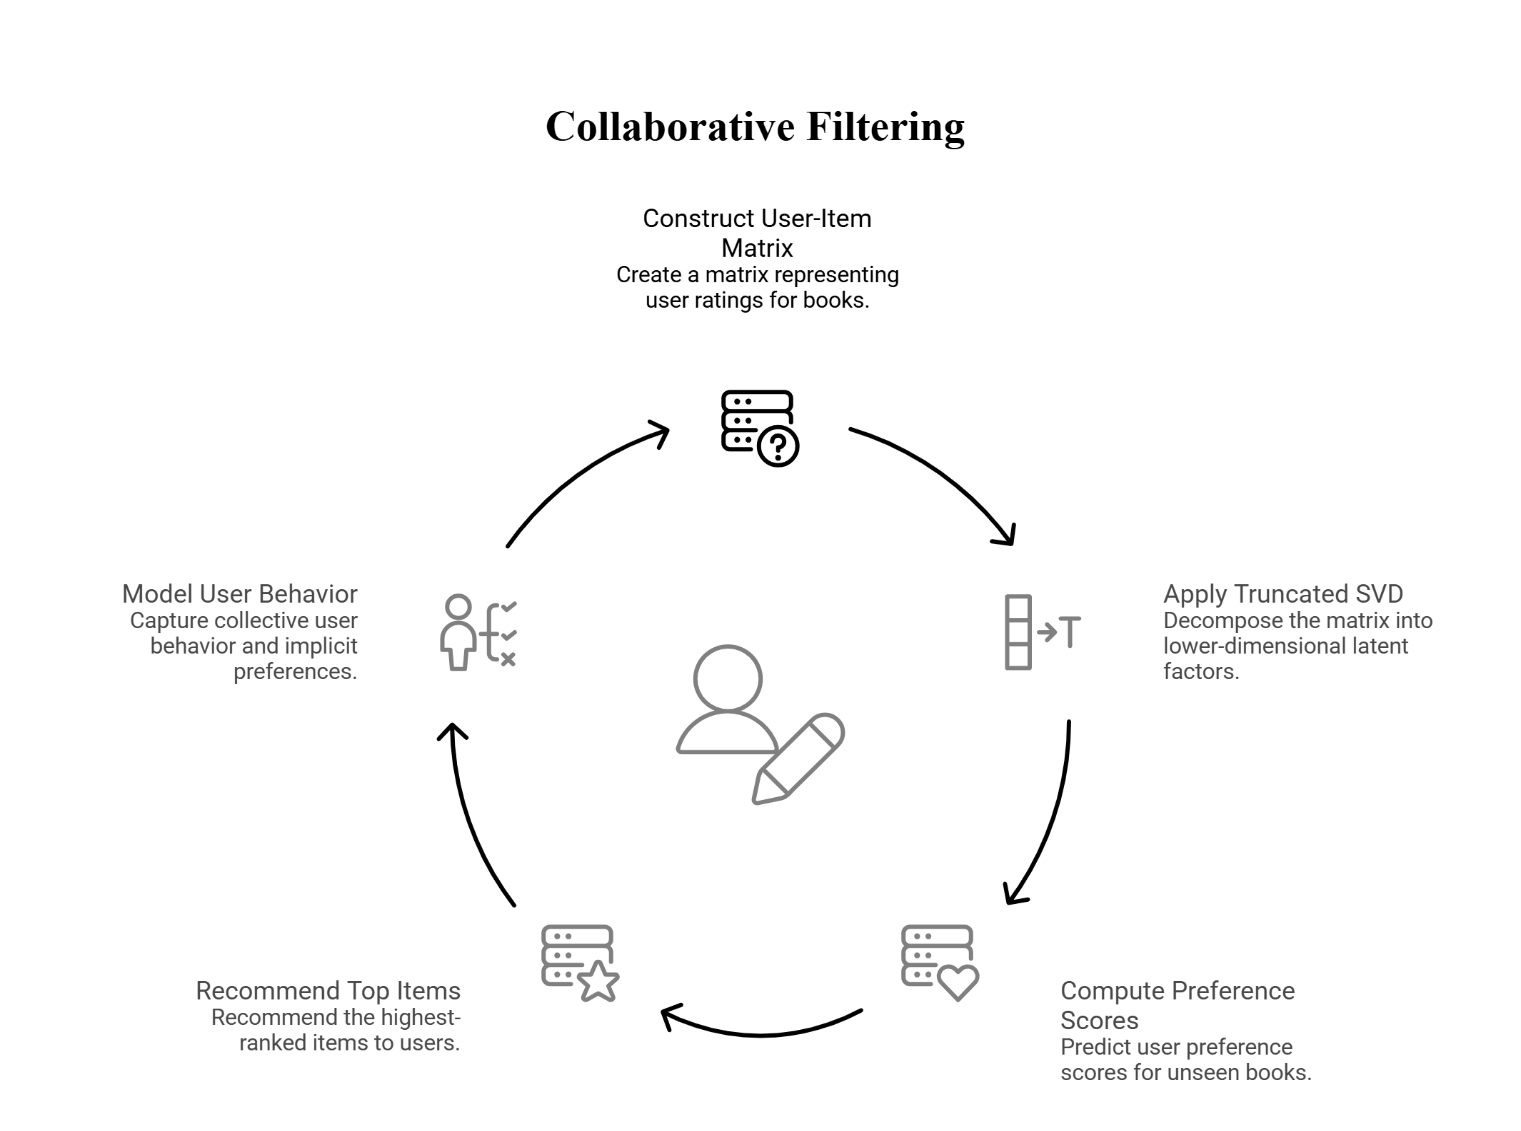 Collaborative Filtering
Construct User-Item
Matrix
Create a matrix representing
user ratings for books.
?
Model User Behavior
Capture collective user
behavior and implicit
preferences.
T
Apply Truncated SVD
Decompose the matrix into
lower-dimensional latent
factors.
Recommend Top Items
Recommend the highest-
ranked items to users.
Compute Preference
Scores
Predict user preference
scores for unseen books.